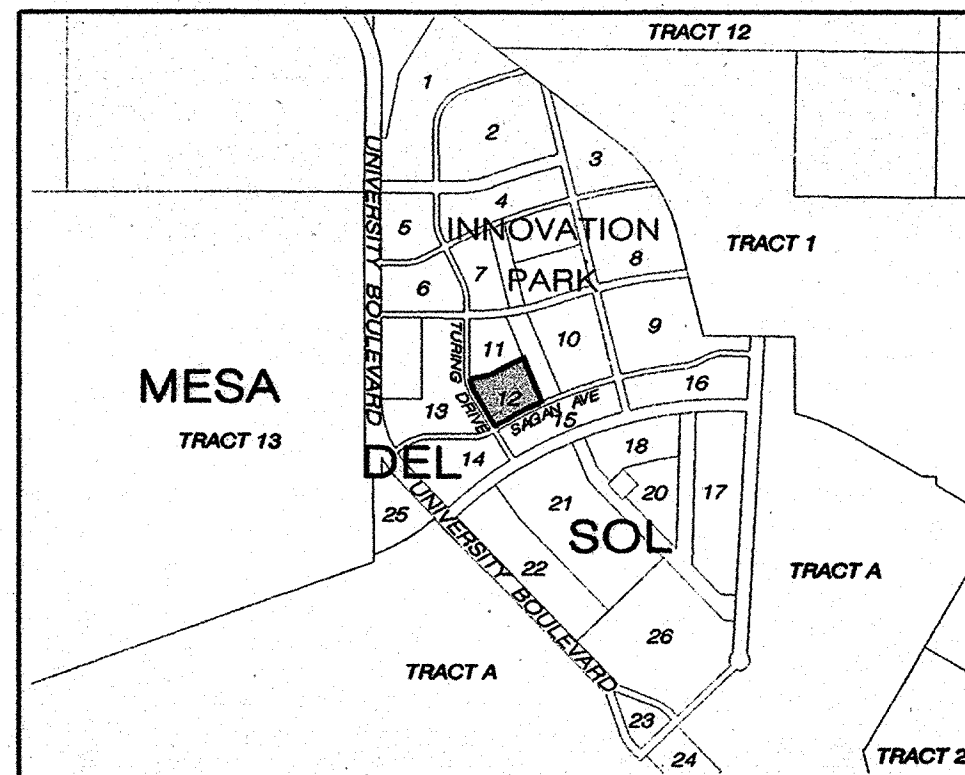 TRACT 12
1
2
3
UNIVERSITY BOULEVARD
4
5
INNOVATION
PARK
TRACT 1
8
7
6
9
10
TURING DRIVE
11
MESA
TRACT 13
12
SAGAN AVE
16
13
15
14
DEL
18
17
20
21
SOL
25
UNIVERSITY BOULEVARD
22
TRACT A
26
TRACT A
23
24
TRACT 2